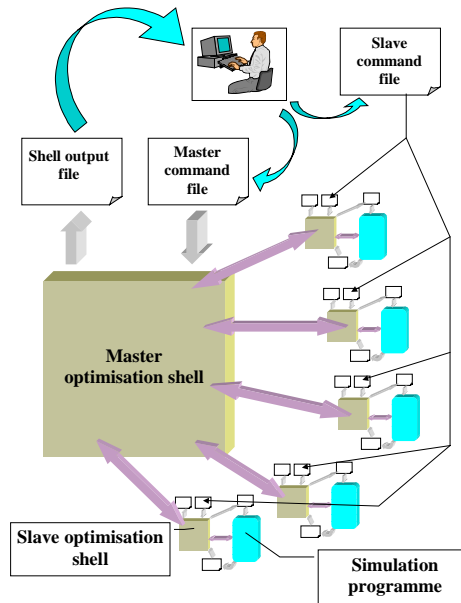 Slave
command
file
Shell output
file
Master
command
file
Master
optimisation shell
Slave optimisation
shell
Simulation
programme